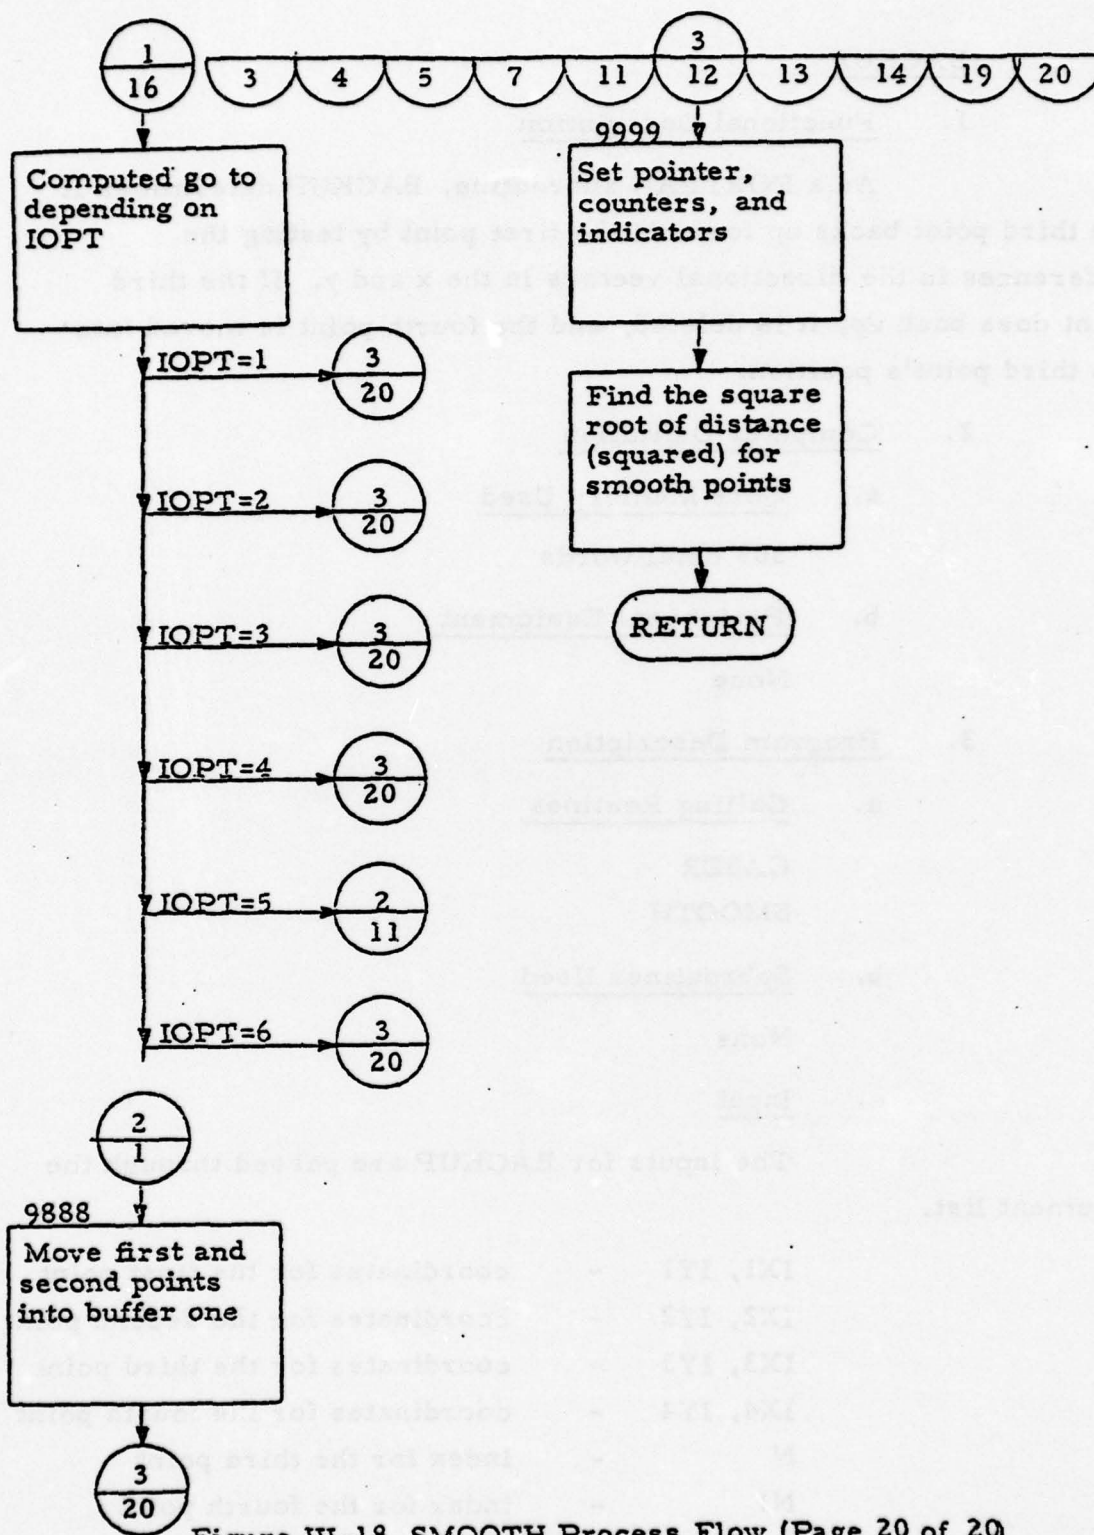 1
16
3
3 4 5 7 11 12 13 14 19 20
Computed go to
depending on
IOPT
9999
Set pointer,
counters, and
indicators
IOPT=1
3
20
Find the square
root of distance
(squared) for
smooth points
IOPT=2
3
20
RETURN
IOPT=3
3
20
IOPT=4
3
20
IOPT=5
2
11
IOPT=6
3
20
2
1
9888
Move first and
second points
into buffer one
3
20
Figure III-18. SMOOTH Process Flow (Page 20 of 20)